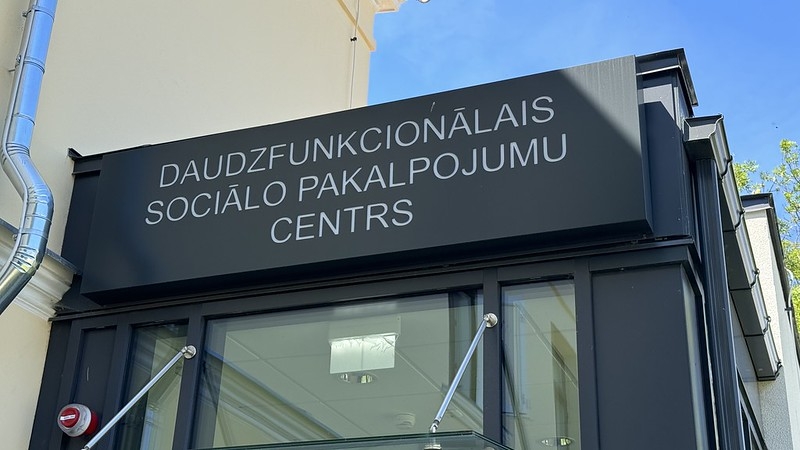 DAUDZFUNKCIONĀLAIS
SOCIĀLO PAKALPOJUMU
CENTRS